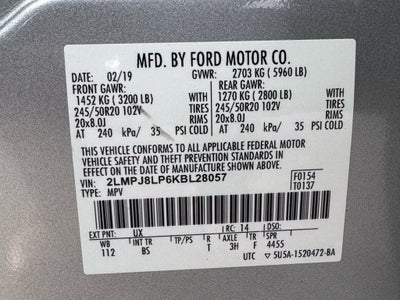 MFD. BY FORD MOTOR CO.
DATE: 02/19 GVWR: 2703 KG ( 5960 LB)
FRONT GAWR: REAR GAWR:
1452 KG ( 3200 LB) WITH 1270 KG ( 2800 LB) WITH
245/50R20 102V TIRES 245/50R20 102V TIRES
20x8.0J RIMS 20x8.0J RIMS
AT 240 kPa/ 35 PSI COLD AT 240 kPa/ 35 PSI COLD
THIS VEHICLE CONFORMS TO ALL APPLICABLE FEDERAL MOTOR
VEHICLE SAFETY AND THEFT PREVENTION STANDARDS IN
EFFECT ON THE DATE OF MANUFACTURE SHOWN ABOVE.
VIN: 2LMPJ8LP6KBL28057 F0154
TYPE: MPV F0137
EXT PNT: UX RC: 14 DSO:
WB INT TR TP/PS R AXLE TR SPR
112 BS T 3H F 4455
UTC 5U5A-1520472-BA